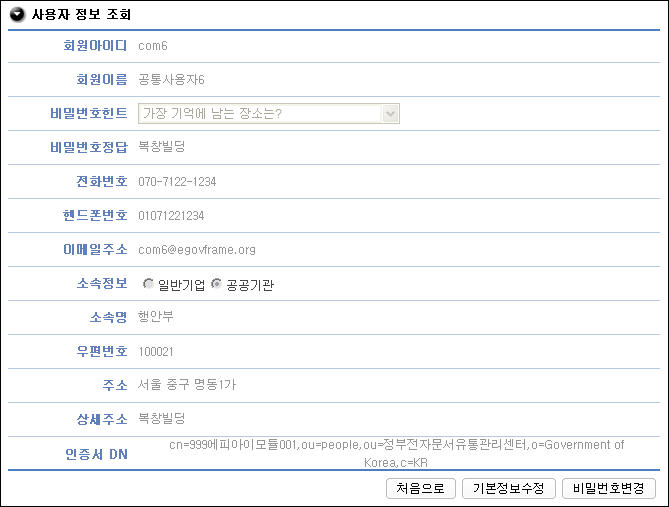 사용자 정보 조회
회원아이디 com6
회원이름 공통사용자6
비밀번호힌트 가장 기억에 남는 장소는?
비밀번호정답 복창빌딩
전화번호 070-7122-1234
핸드폰번호 01071221234
이메일주소 com6@egovframe.org
소속정보 일반기업 공공기관
소속명 행안부
우편번호 100021
주소 서울 중구 명동1가
상세주소 복창빌딩
인증서 DN cn=999에피아이모듈001,ou=people,ou=정부전자문서유통관리센터,o=Government of
Korea,c=KR
처음으로 기본정보수정 비밀번호변경